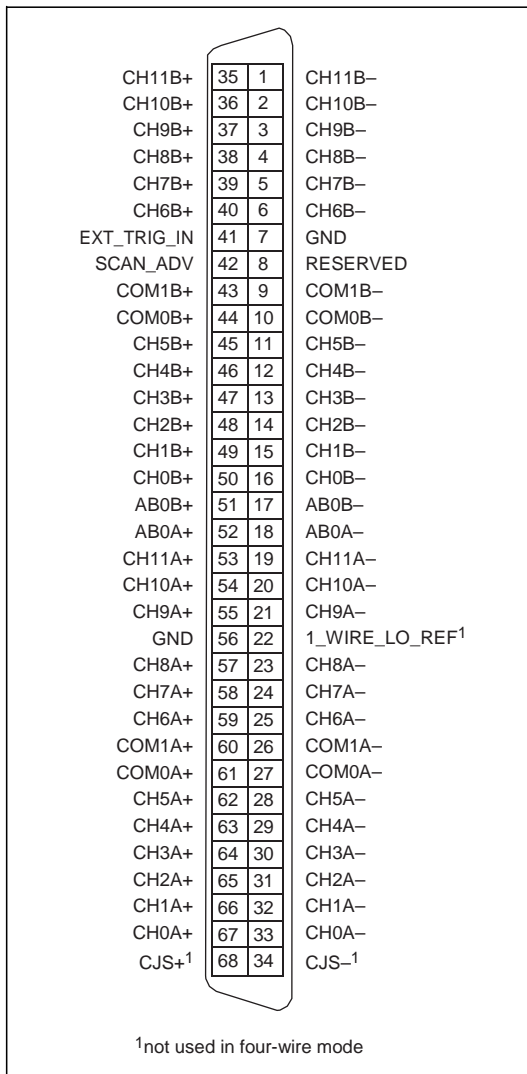 CH11B+ 35 1 CH11B–
CH10B+ 36 2 CH10B–
CH9B+ 37 3 CH9B–
CH8B+ 38 4 CH8B–
CH7B+ 39 5 CH7B–
CH6B+ 40 6 CH6B–
EXT_TRIG_IN 41 7 GND
SCAN_ADV 42 8 RESERVED
COM1B+ 43 9 COM1B–
COM0B+ 44 10 COM0B–
CH5B+ 45 11 CH5B–
CH4B+ 46 12 CH4B–
CH3B+ 47 13 CH3B–
CH2B+ 48 14 CH2B–
CH1B+ 49 15 CH1B–
CH0B+ 50 16 CH0B–
AB0B+ 51 17 AB0B–
AB0A+ 52 18 AB0A–
CH11A+ 53 19 CH11A–
CH10A+ 54 20 CH10A–
CH9A+ 55 21 CH9A–
GND 56 22 1_WIRE_LO_REF1
CH8A+ 57 23 CH8A–
CH7A+ 58 24 CH7A–
CH6A+ 59 25 CH6A–
COM1A+ 60 26 COM1A–
COM0A+ 61 27 COM0A–
CH5A+ 62 28 CH5A–
CH4A+ 63 29 CH4A–
CH3A+ 64 30 CH3A–
CH2A+ 65 31 CH2A–
CH1A+ 66 32 CH1A–
CH0A+ 67 33 CH0A–
CJS+1 68 34 CJS–1
1not used in four-wire mode